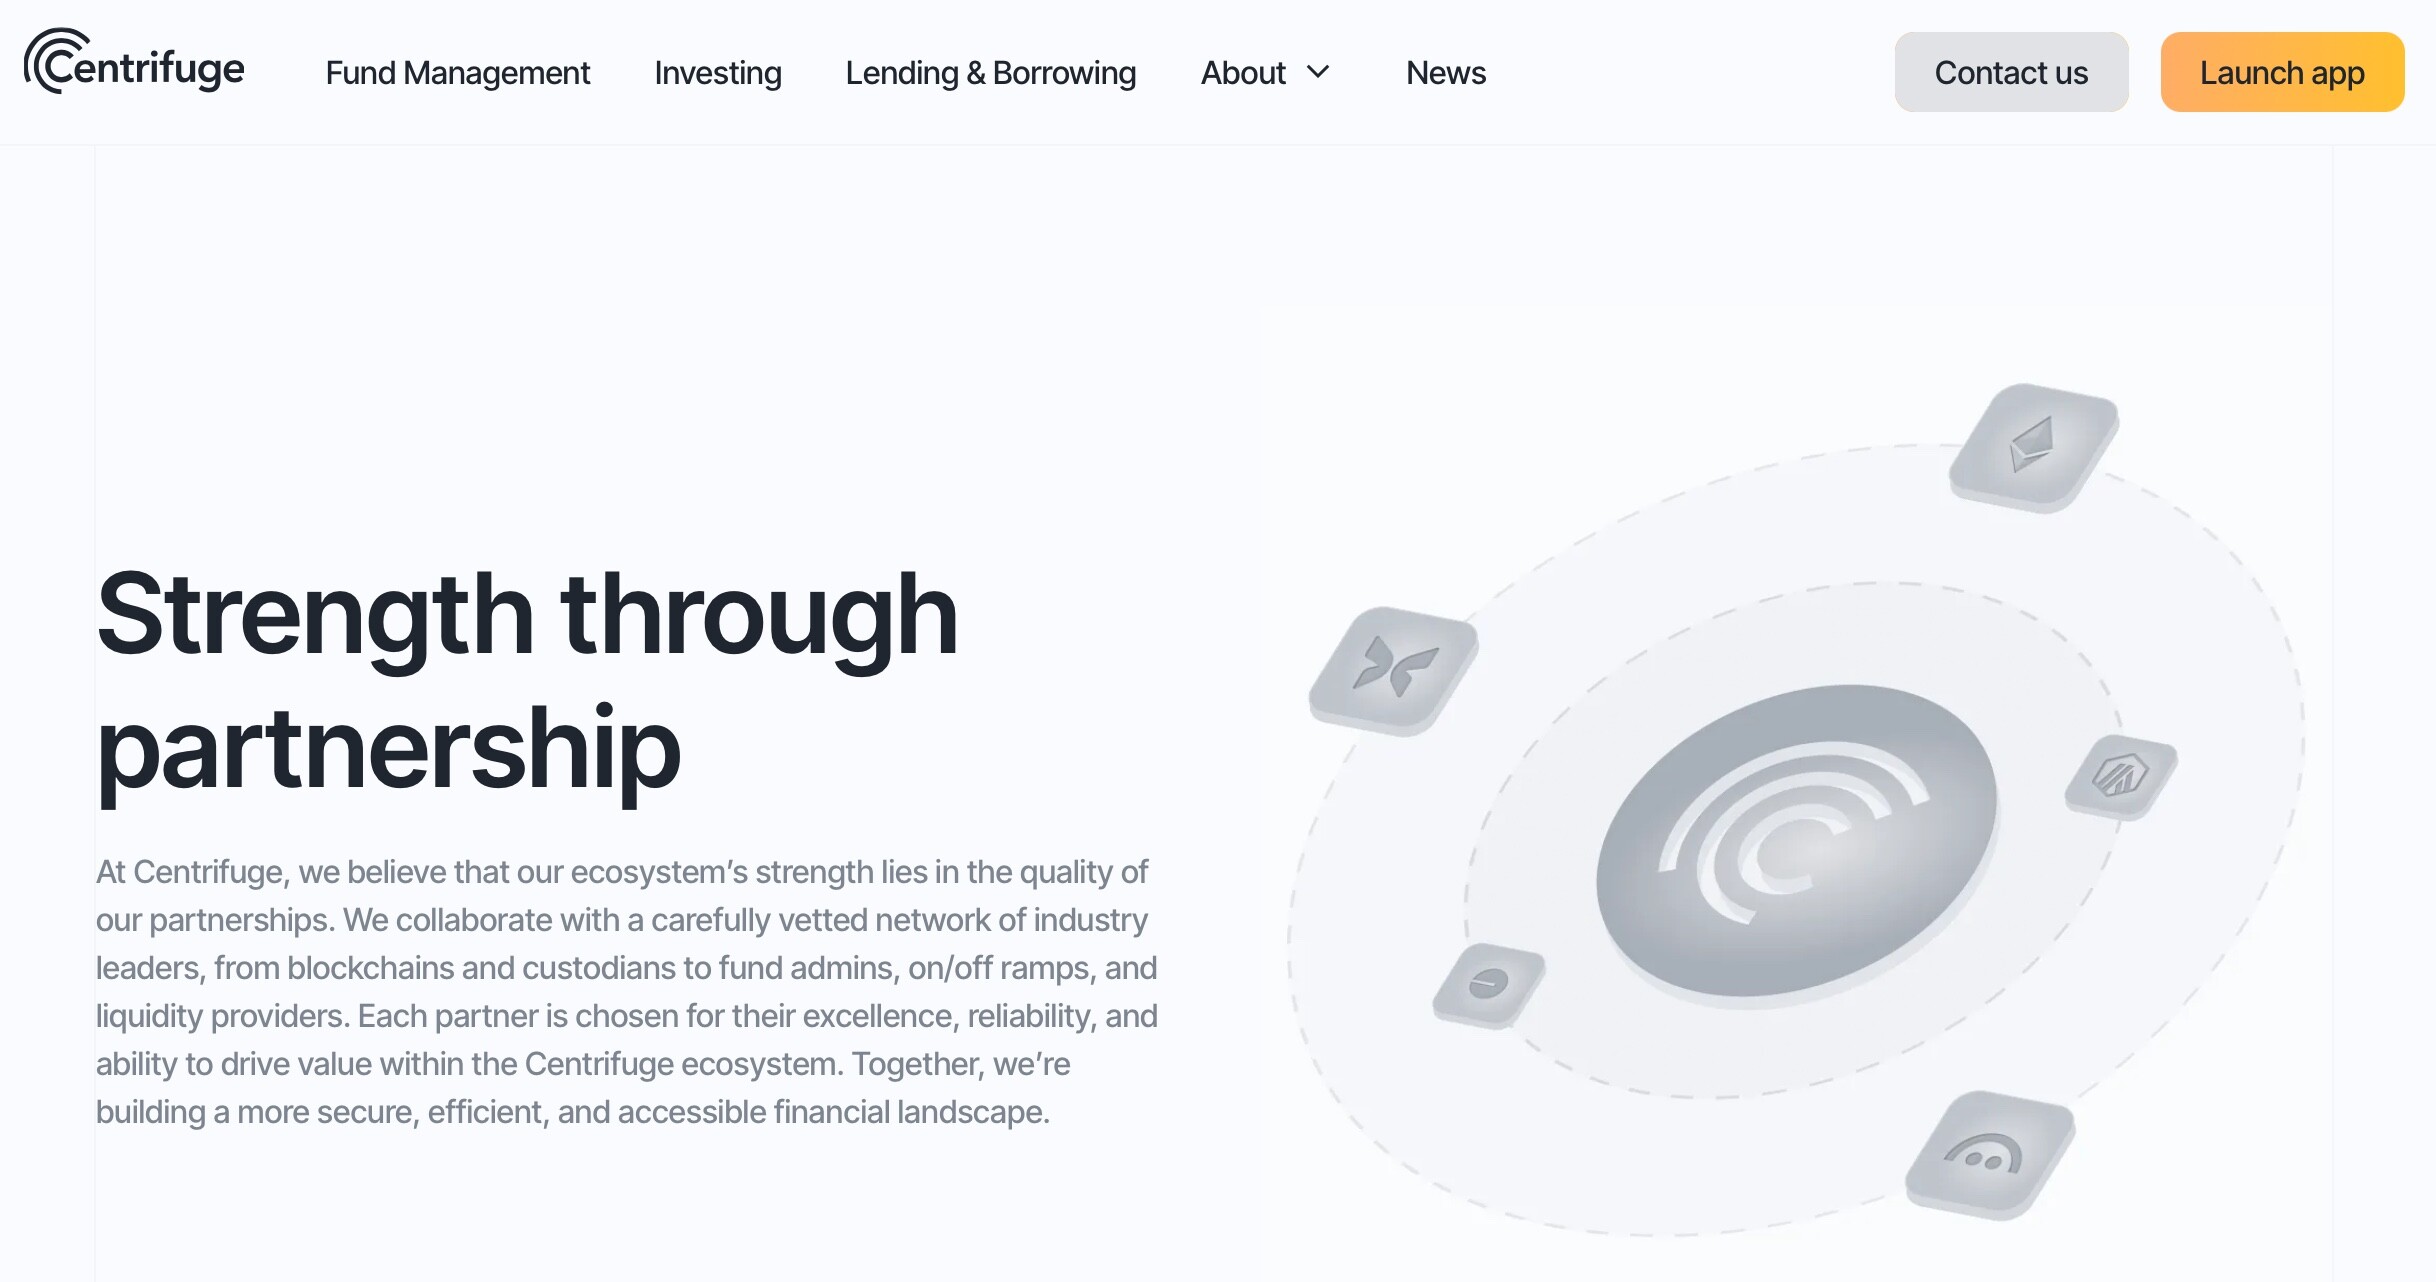 Centrifuge
Fund Management
Investing
Lending & Borrowing
About
News
Contact us
Launch app
Strength through
partnership
At Centrifuge, we believe that our ecosystem’s strength lies in the quality of
our partnerships. We collaborate with a carefully vetted network of industry
leaders, from blockchains and custodians to fund admins, on/off ramps, and
liquidity providers. Each partner is chosen for their excellence, reliability, and
ability to drive value within the Centrifuge ecosystem. Together, we’re
building a more secure, efficient, and accessible financial landscape.